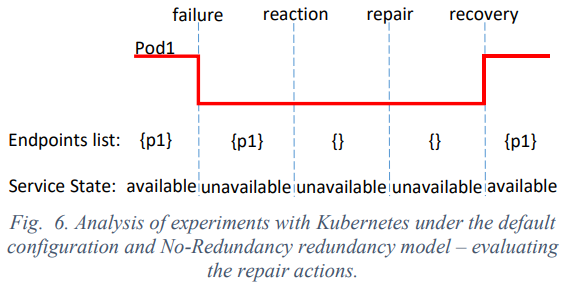 failure reaction repair recovery
Pod1
Endpoints list: {p1} {p1} {} {} {p1}
Service State: available unavailable unavailable unavailable available
Fig. 6. Analysis of experiments with Kubernetes under the default
configuration and No-Redundancy redundancy model – evaluating
the repair actions.